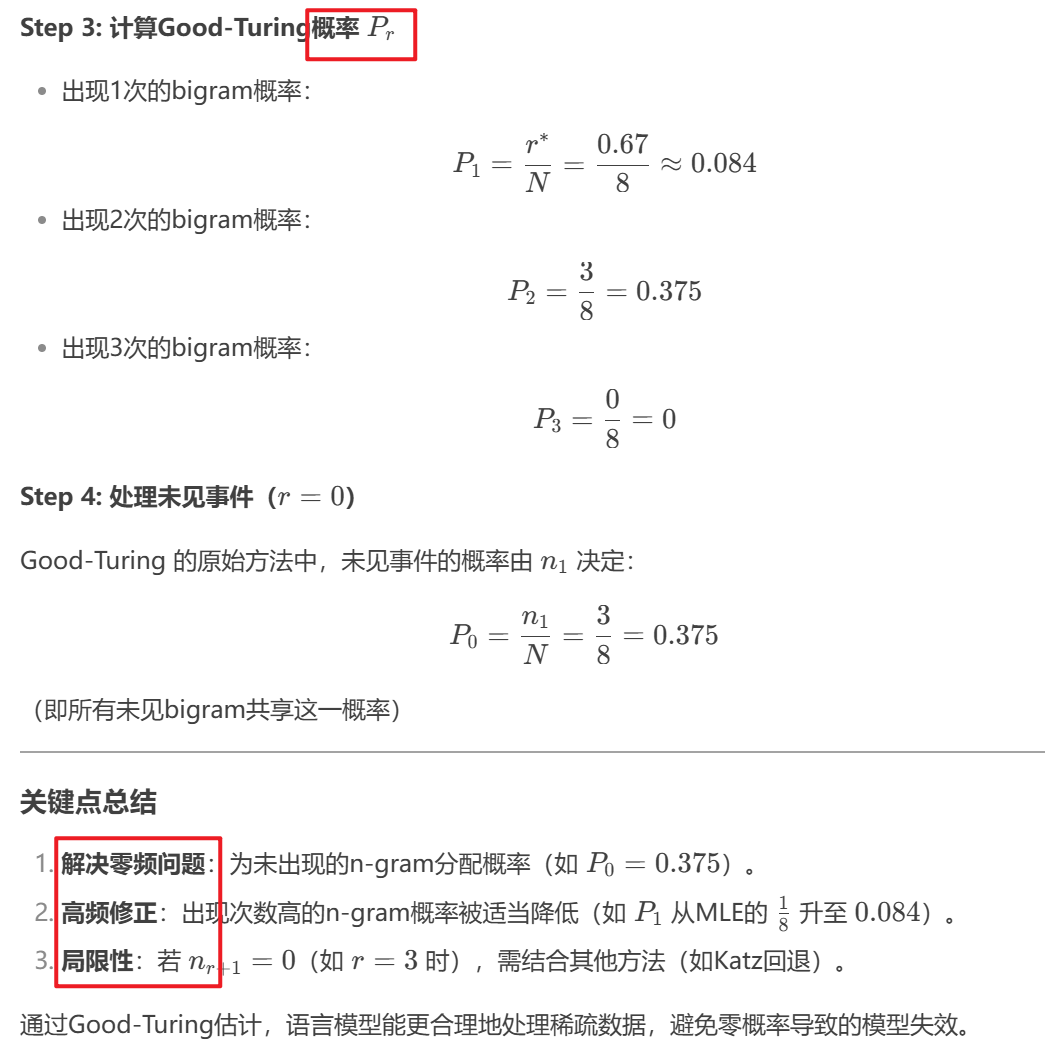 Step 3: 计算Good-Turing概率 P_r
• 出现1次的bigram概率：
P_1 = \frac{r^*}{N} = \frac{0.67}{8} ≈ 0.084
• 出现2次的bigram概率：
P_2 = \frac{3}{8} = 0.375
• 出现3次的bigram概率：
P_3 = \frac{0}{8} = 0
Step 4: 处理未见事件（r = 0）
Good-Turing 的原始方法中，未见事件的概率由 n_1 决定：
P_0 = \frac{n_1}{N} = \frac{3}{8} = 0.375
（即所有未见bigram共享这一概率）
关键点总结
1. 解决零频问题：为未出现的n-gram分配概率（如 P_0 = 0.375）。
2. 高频修正：出现次数高的n-gram概率被适当降低（如 P_1 从MLE的 \frac{1}{8} 升至 0.084）。
3. 局限性：若 n_{r+1} = 0（如 r = 3 时），需结合其他方法（如Katz回退）。
通过Good-Turing估计，语言模型能更合理地处理稀疏数据，避免零概率导致的模型失效。